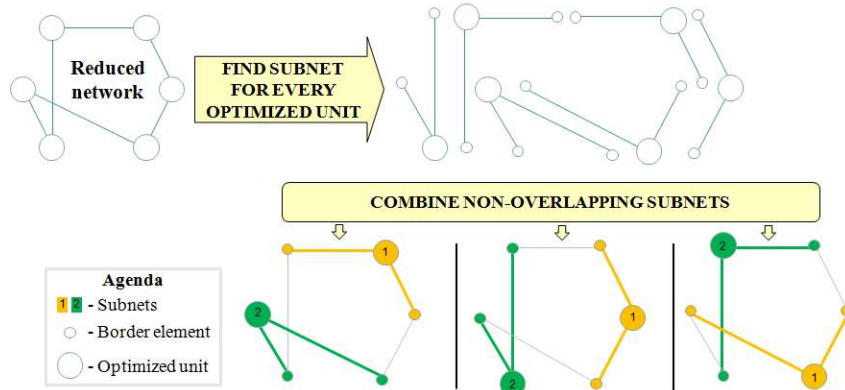 Reduced
network
FIND SUBNET
FOR EVERY
OPTIMIZED UNIT
COMBINE NON-OVERLAPPING SUBNETS
1
2
1
2
2
1
Agenda
1 2 - Subnets
- Border element
- Optimized unit